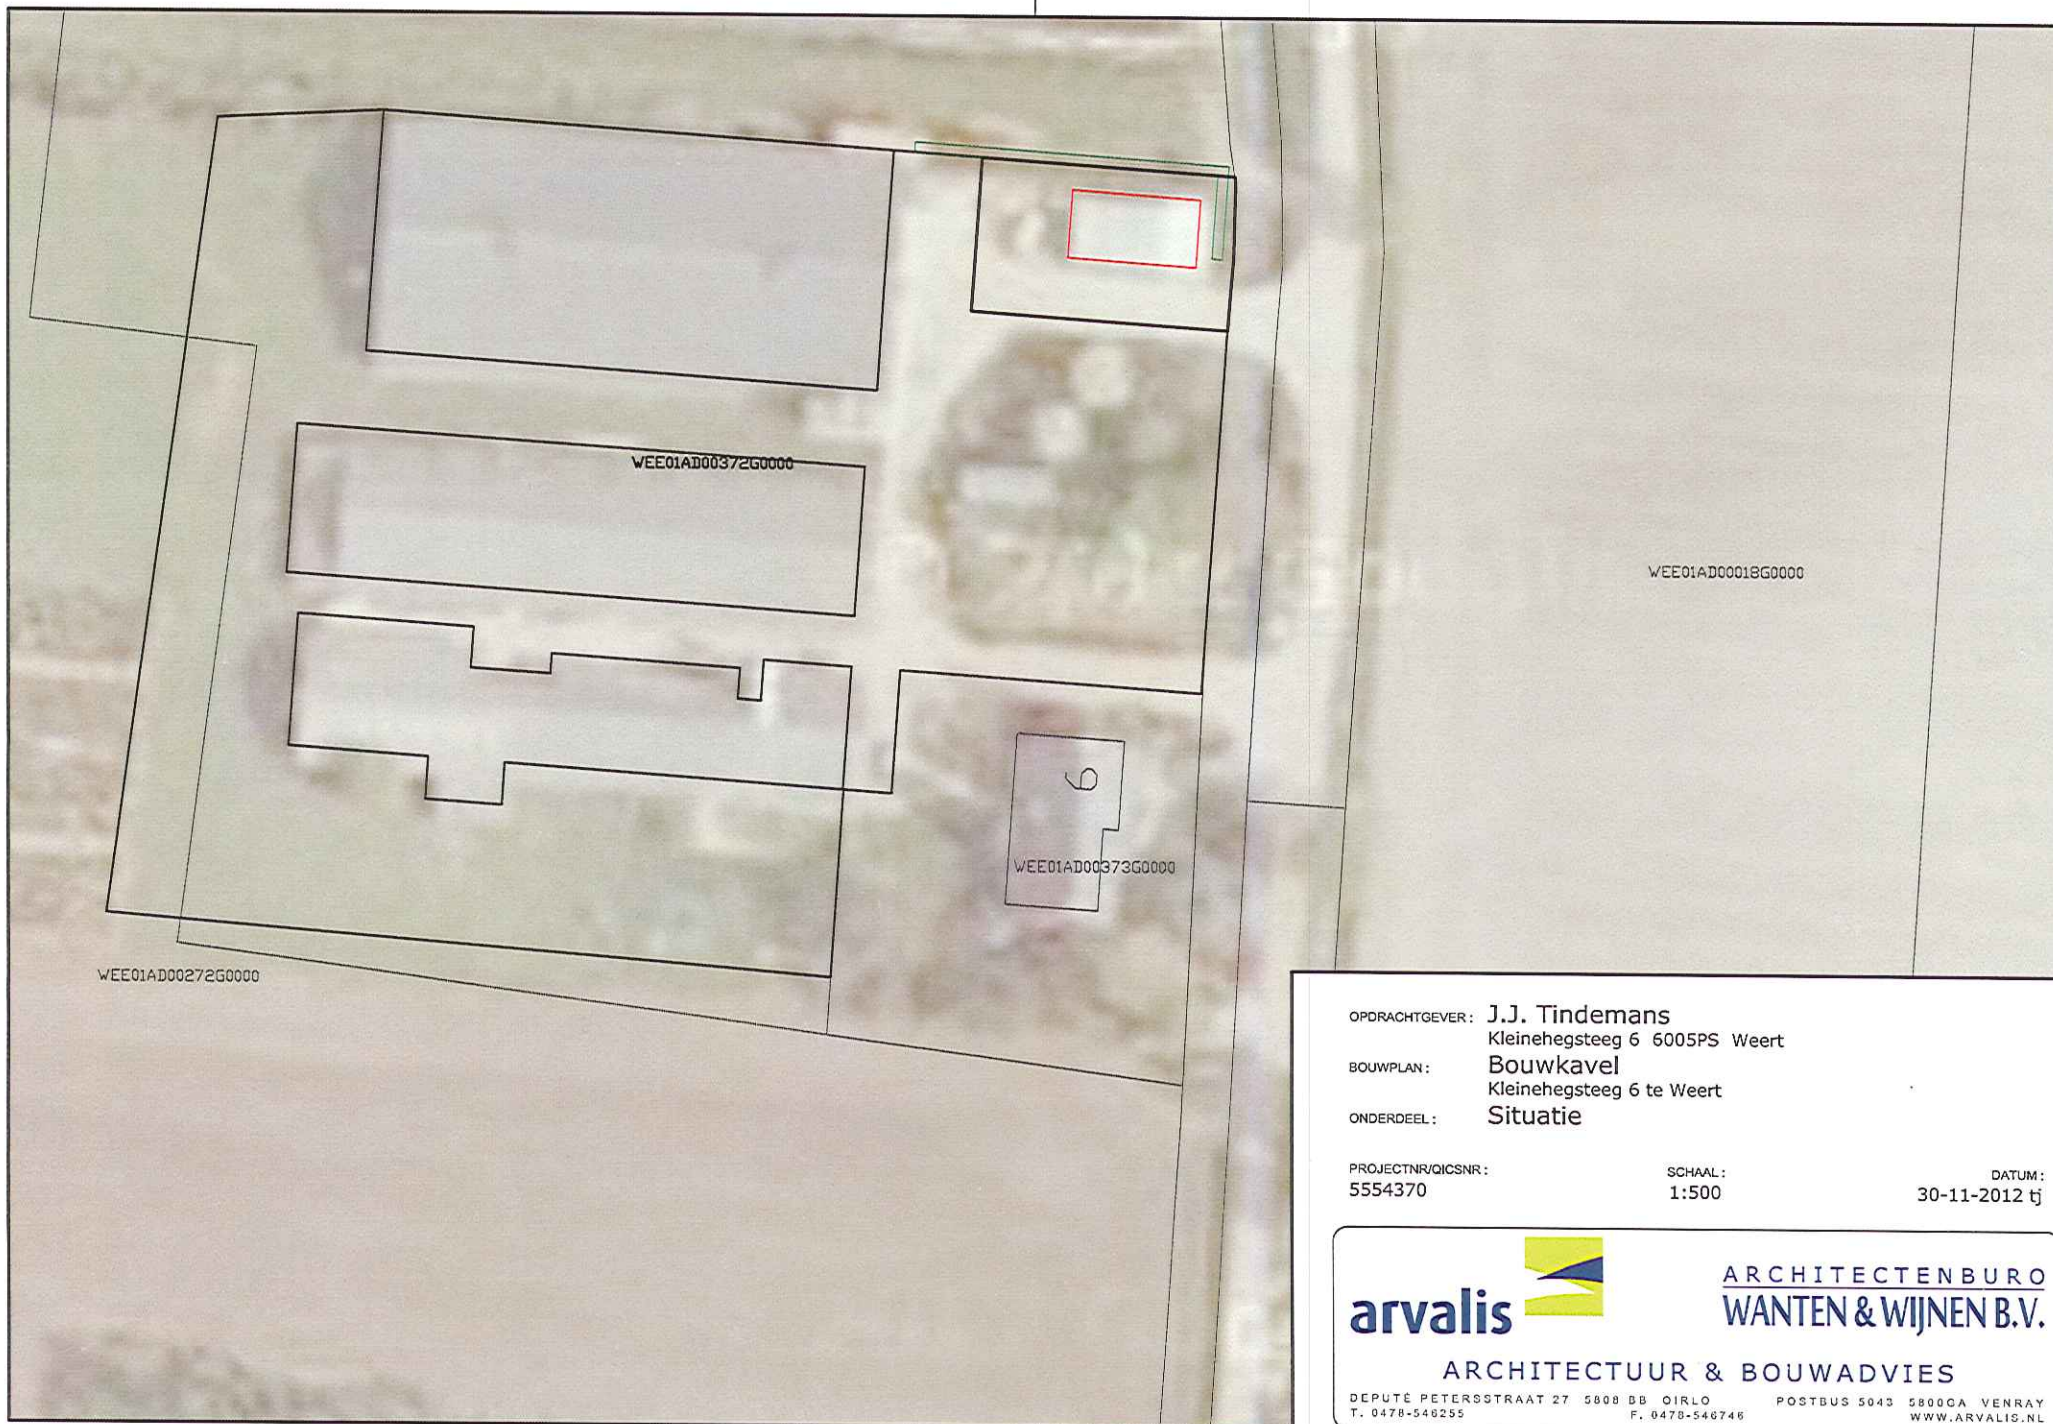 WEE01AD00372G0000
WEE01AD00018G0000
6
WEE01AD00373G0000
WEE01AD00272G0000
OPDRACHTGEVER: J.J. Tindemans
Kleinehegsteeg 6 6005PS Weert
BOUWPLAN: Bouwkavel
Kleinehegsteeg 6 te Weert
ONDERDEEL: Situatie
PROJECTNR/QICSNR: SCHAAL: DATUM:
5554370 1:500 30-11-2012 tj
arvalis
ARCHITECTENBURO
WANTEN & WIJNEN B.V.
ARCHITECTUUR & BOUWADVIES
DEPUTÉ PETERSSTRAAT 27 5808 BB OIRLO POSTBUS 5043 5800GA VENRAY
T. 0478-546255 F. 0478-546746 WWW.ARVALIS.NL